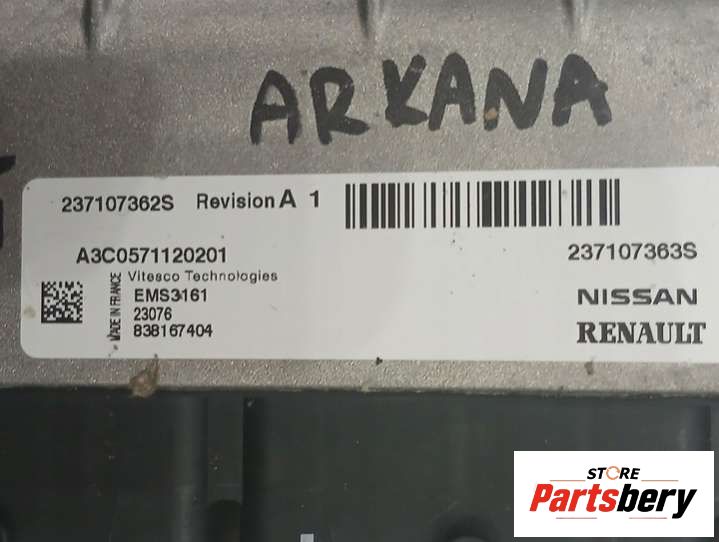 ARKANA
237107362S Revision A 1
A3C0571120201
237107363S
MADE IN FRANCE
Vitesco Technologies
EMS3161
NISSAN
23076
838167404
RENAULT
STORE
Partsbery